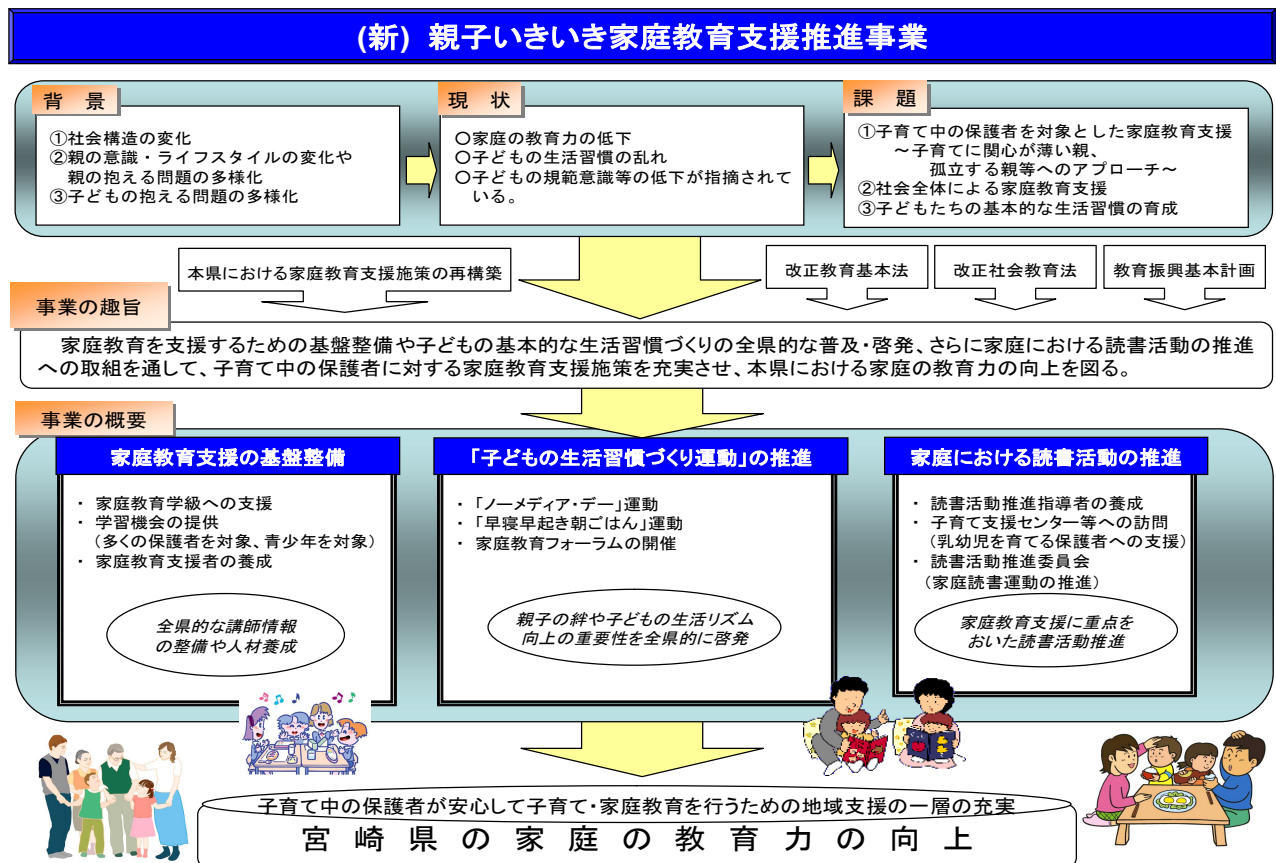 (新) 親子いきいき家庭教育支援推進事業
背　景
①社会構造の変化
②親の意識・ライフスタイルの変化や
親の抱える問題の多様化
③子どもの抱える問題の多様化
現　状
○家庭の教育力の低下
○子どもの生活習慣の乱れ
○子どもの規範意識等の低下が指摘されて
いる。
課　題
①子育て中の保護者を対象とした家庭教育支援
～子育てに関心が薄い親、
孤立する親等へのアプローチ～
②社会全体による家庭教育支援
③子どもたちの基本的な生活習慣の育成
本県における家庭教育支援施策の再構築
改正教育基本法
改正社会教育法
教育振興基本計画
事業の趣旨
家庭教育を支援するための基盤整備や子どもの基本的な生活習慣づくりの全県的な普及・啓発、さらに家庭における読書活動の推進
への取組を通して、子育て中の保護者に対する家庭教育支援施策を充実させ、本県における家庭の教育力の向上を図る。
事業の概要
家庭教育支援の基盤整備
・ 家庭教育学級への支援
・ 学習機会の提供
（多くの保護者を対象、青少年を対象）
・ 家庭教育支援者の養成
全県的な講師情報
の整備や人材養成
「子どもの生活習慣づくり運動」の推進
・ 「ノーメディア・デー」運動
・ 「早寝早起き朝ごはん」運動
・ 家庭教育フォーラムの開催
親子の絆や子どもの生活リズム
向上の重要性を全県的に啓発
家庭における読書活動の推進
・ 読書活動推進指導者の養成
・ 子育て支援センター等への訪問
（乳幼児を育てる保護者への支援）
・ 読書活動推進委員会
（家庭読書運動の推進）
家庭教育支援に重点を
おいた読書活動推進
子育て中の保護者が安心して子育て・家庭教育を行うための地域支援の一層の充実
宮崎県の家庭の教育力の向上